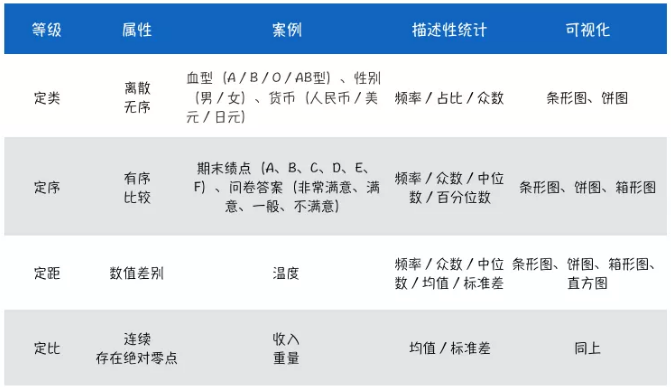 等级 属性 案例 描述性统计 可视化
定类
离散
无序
血型（A/B/O/AB型）、性别
（男/女）、货币（人民币/美
元/日元）
频率/占比/众数
条形图、饼图
定序
有序
比较
期末绩点（A、B、C、D、E、
F）、问卷答案（非常满意、满
意、一般、不满意）
频率/众数/中位
数/百分位数
条形图、饼图、箱形图
定距
数值差别
温度
频率/众数/中位
数/均值/标准差
条形图、饼图、箱形图、
直方图
定比
连续
存在绝对零点
收入
重量
均值/标准差
同上